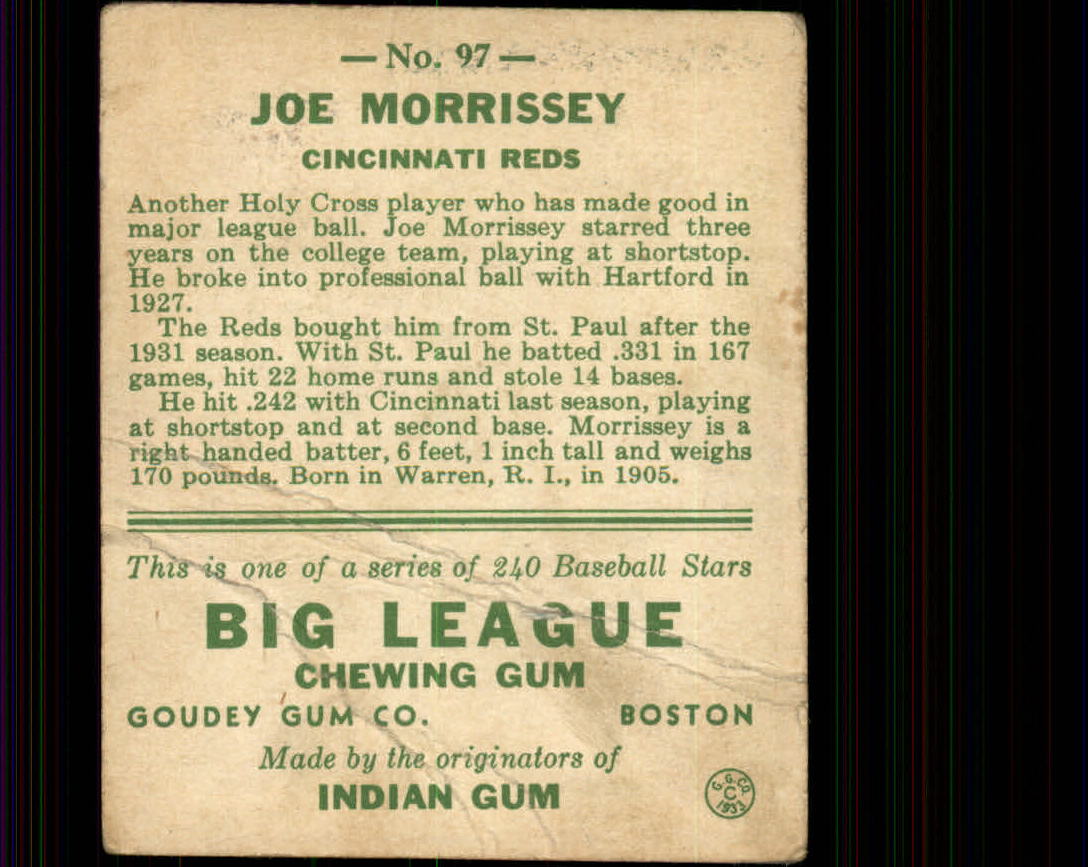 — No. 97 —
JOE MORRISSEY
CINCINNATI REDS
Another Holy Cross player who has made good in
major league ball. Joe Morrissey starred three
years on the college team, playing at shortstop.
He broke into professional ball with Hartford in
1927.
The Reds bought him from St. Paul after the
1931 season. With St. Paul he batted .331 in 167
games, hit 22 home runs and stole 14 bases.
He hit .242 with Cincinnati last season, playing
at shortstop and at second base. Morrissey is a
right handed batter, 6 feet, 1 inch tall and weighs
170 pounds. Born in Warren, R. I., in 1905.
This is one of a series of 240 Baseball Stars
BIG LEAGUE
CHEWING GUM
GOUDEY GUM CO. BOSTON
Made by the originators of
INDIAN GUM
G.G.CO.
C
1933